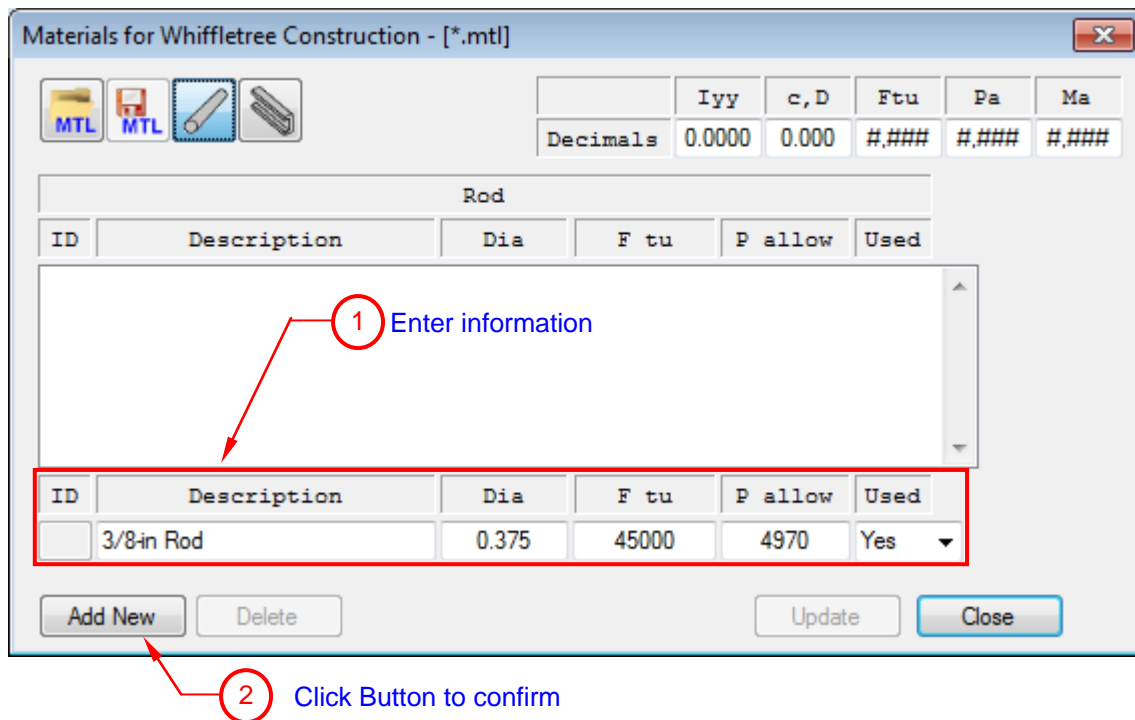 Materials for Whiffletree Construction - [*.mtl]
MTL MTL
Iyy c,D Ftu Pa Ma
Decimals 0.0000 0.000 #,### #,### #,###
Rod
ID Description Dia F tu P allow Used
1 Enter information
ID Description Dia F tu P allow Used
3/8-in Rod 0.375 45000 4970 Yes
Add New Delete Update Close
2 Click Button to confirm